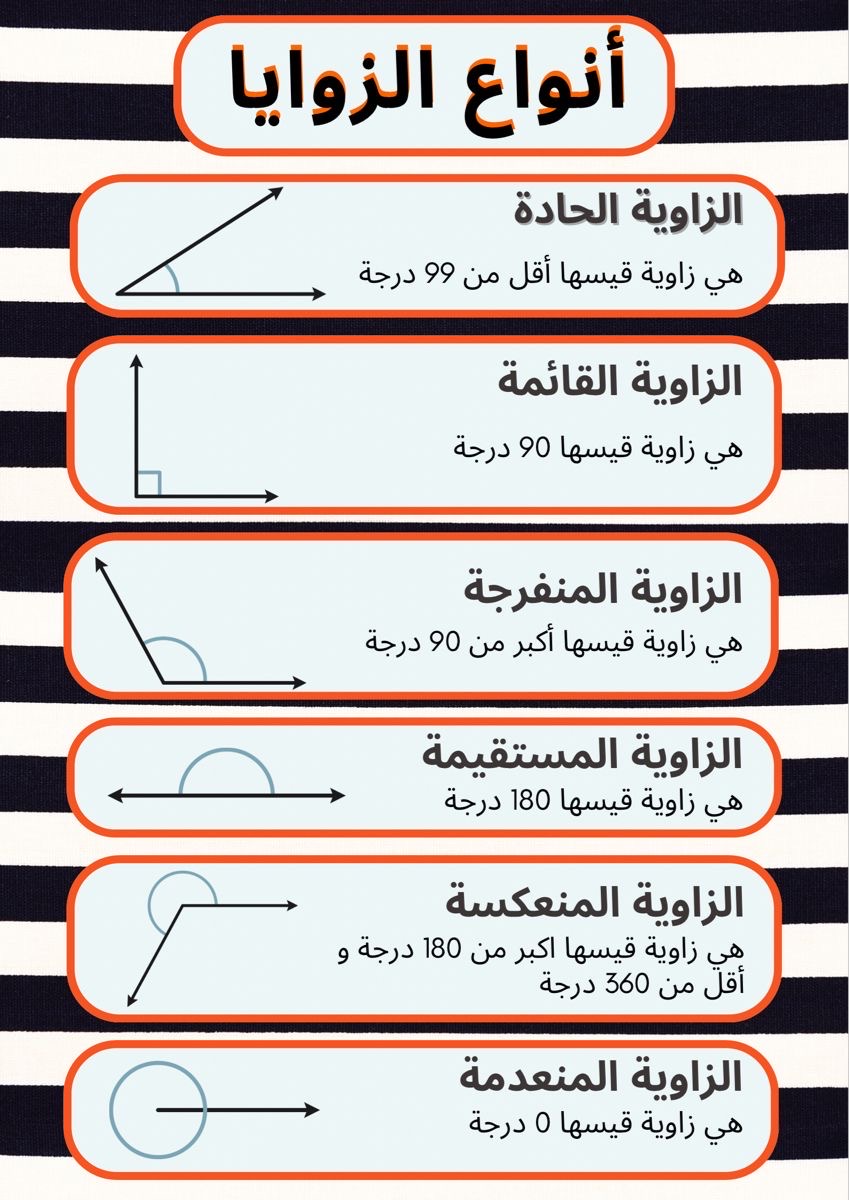 أنواع الزوايا
الزاوية الحادة
هي زاوية قيسها أقل من 99 درجة
الزاوية القائمة
هي زاوية قيسها 90 درجة
الزاوية المنفرجة
هي زاوية قيسها أكبر من 90 درجة
الزاوية المستقيمة
هي زاوية قيسها 180 درجة
الزاوية المنعكسة
هي زاوية قيسها اكبر من 180 درجة و
أقل من 360 درجة
الزاوية المنعدمة
هي زاوية قيسها 0 درجة